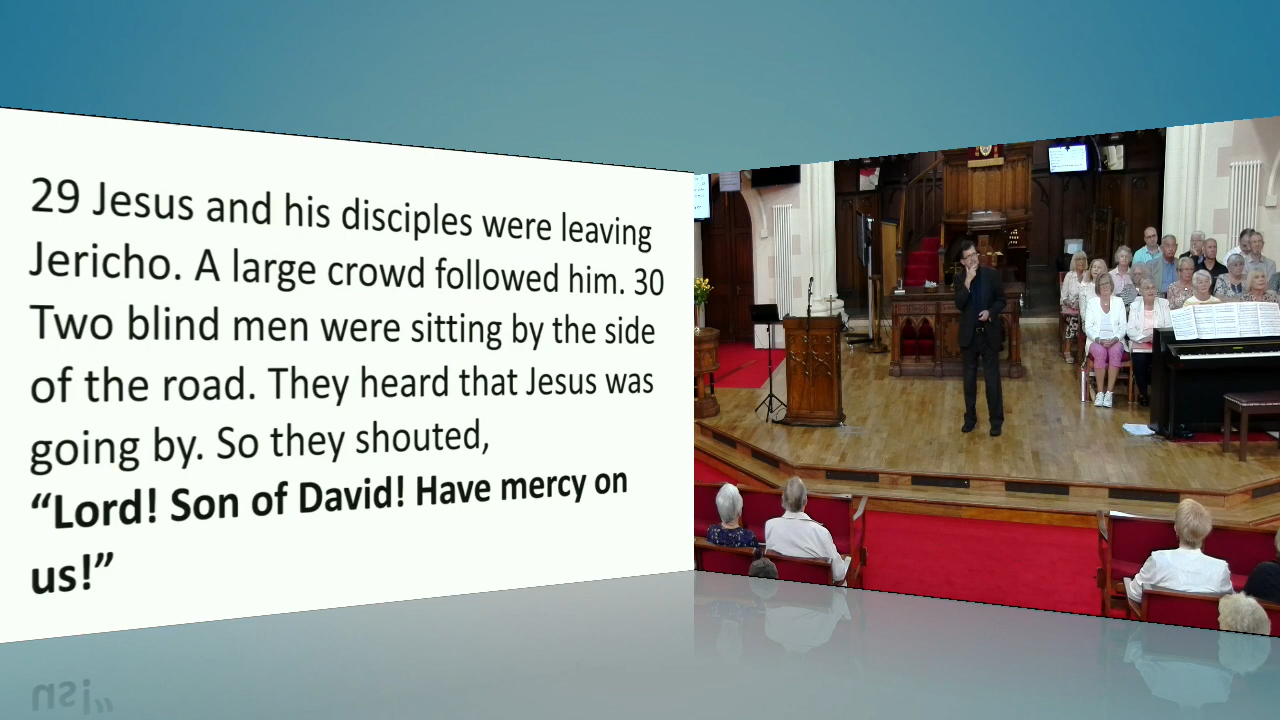 29 Jesus and his disciples were leaving
Jericho. A large crowd followed him. 30
Two blind men were sitting by the side
of the road. They heard that Jesus was
going by. So they shouted,
“Lord! Son of David! Have mercy on
us!”